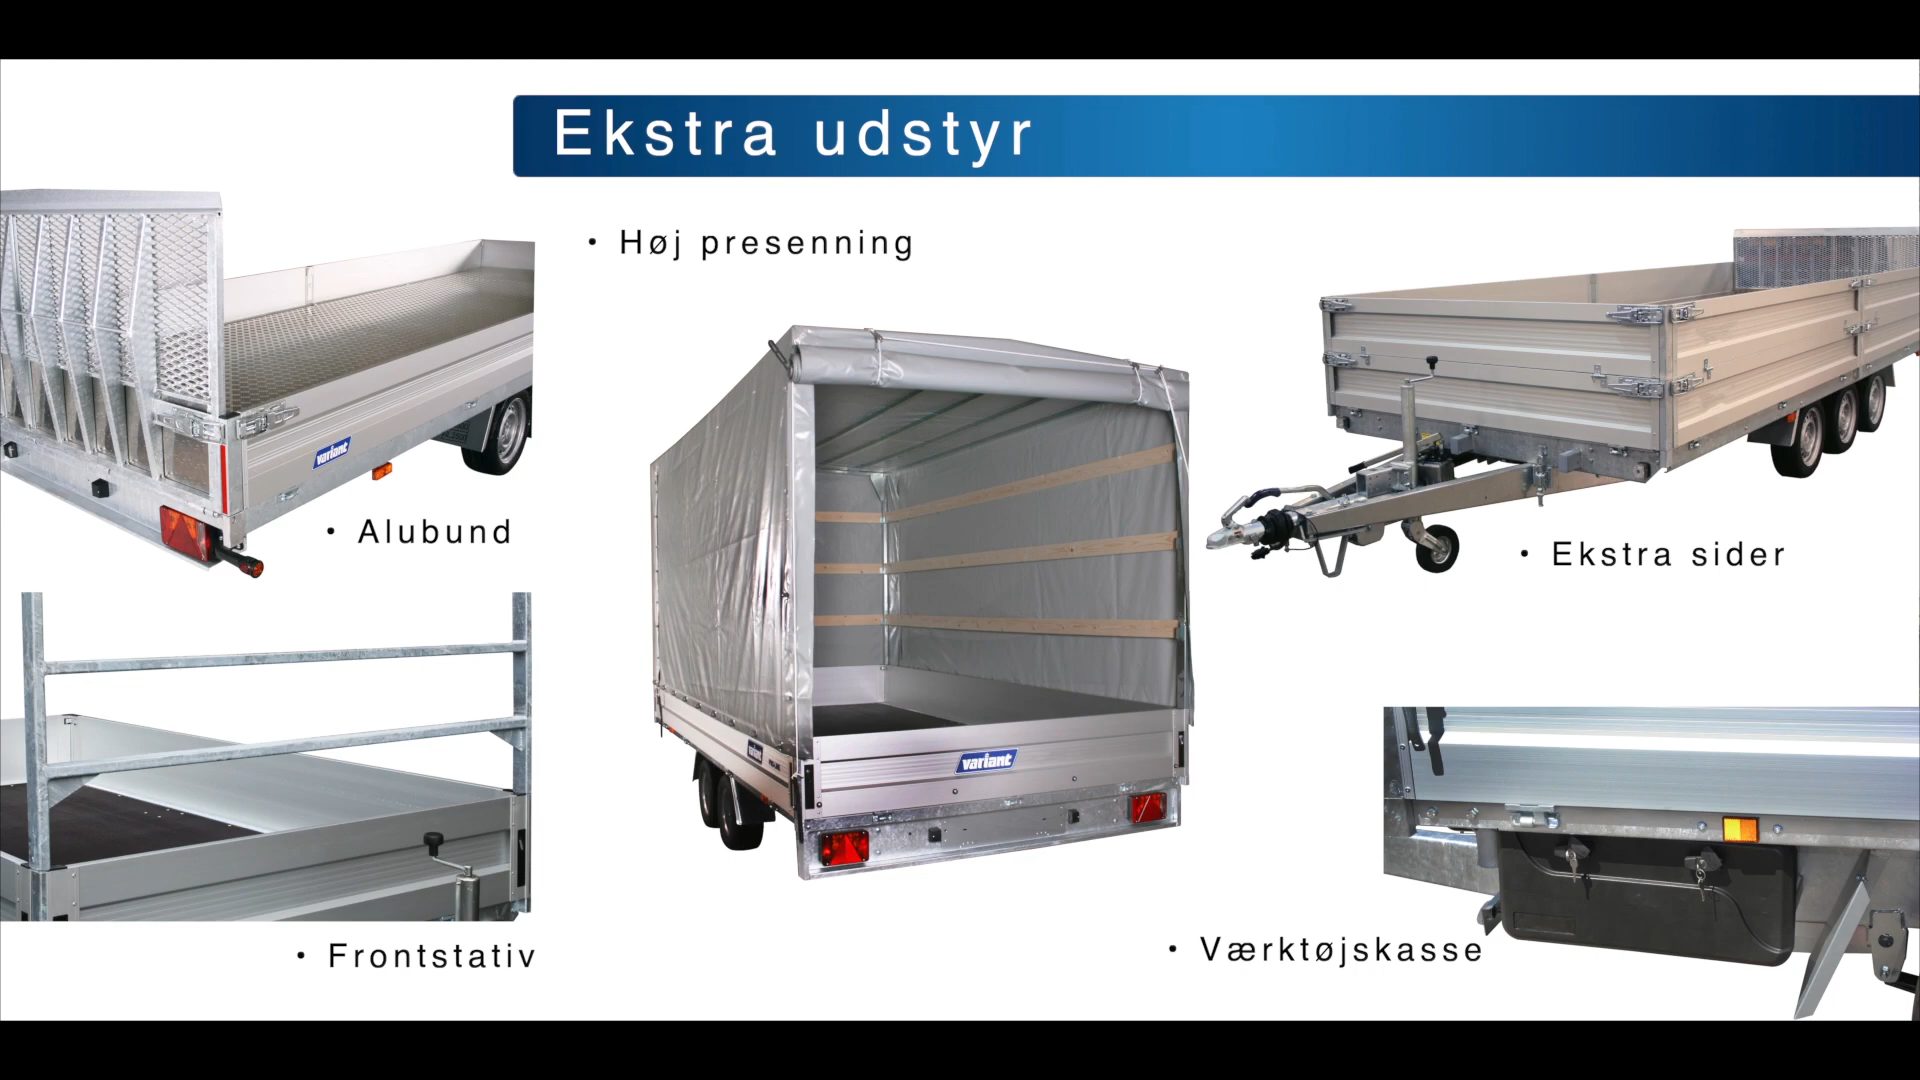 Ekstra udstyr
• Høj presenning
variant
• Alubund
• Ekstra sider
variant
• Frontstativ
• Værktøjskasse